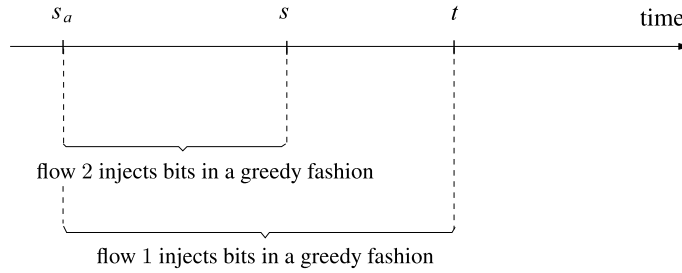 s_a s t time
flow 2 injects bits in a greedy fashion
flow 1 injects bits in a greedy fashion